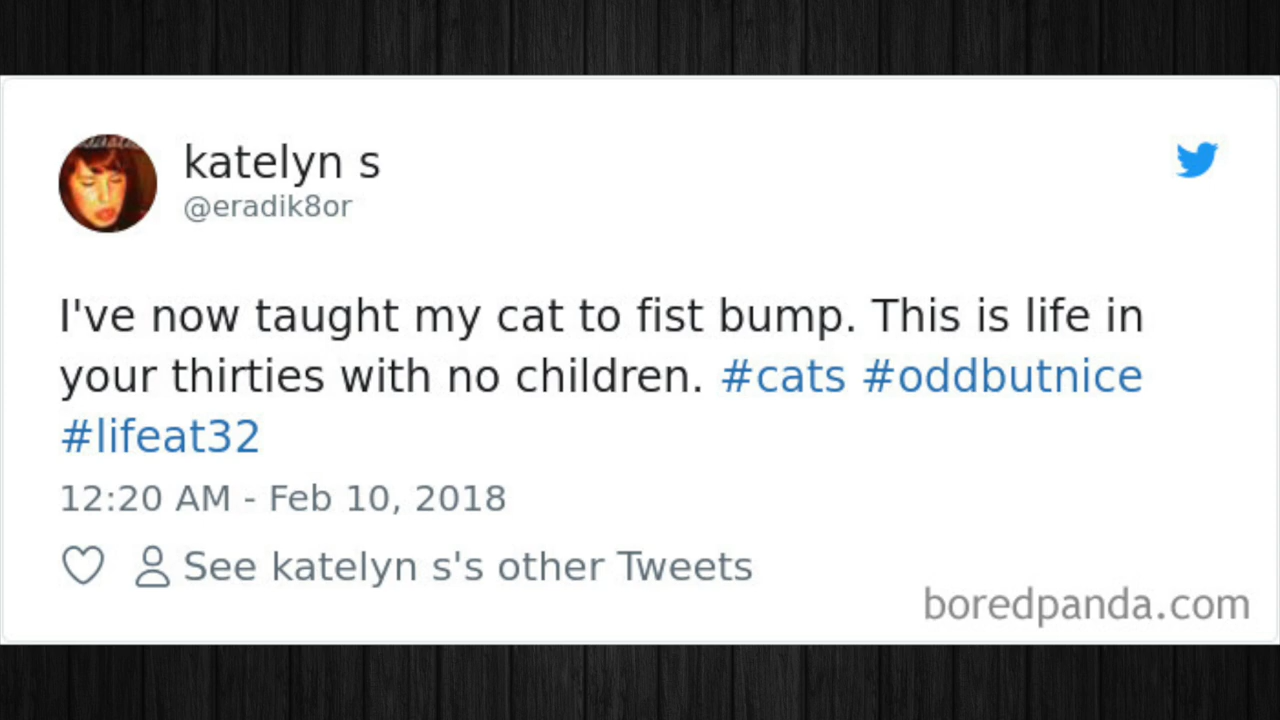 katelyn s
@eradik8or
I've now taught my cat to fist bump. This is life in
your thirties with no children. #cats #oddbutnice
#lifeat32
12:20 AM - Feb 10, 2018
See katelyn s's other Tweets
boredpanda.com